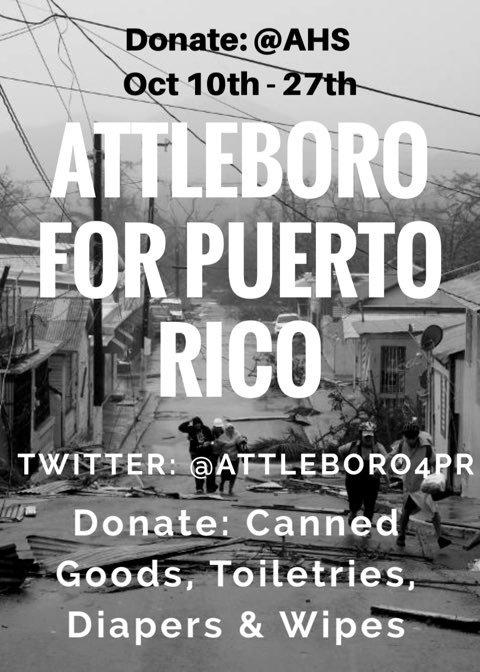 Donate: @AHS
Oct 10th - 27th
ATTLEBORO
FOR PUERTO
RICO
TWITTER: @ATTLEBORO4PR
Donate: Canned
Goods, Toiletries,
Diapers & Wipes